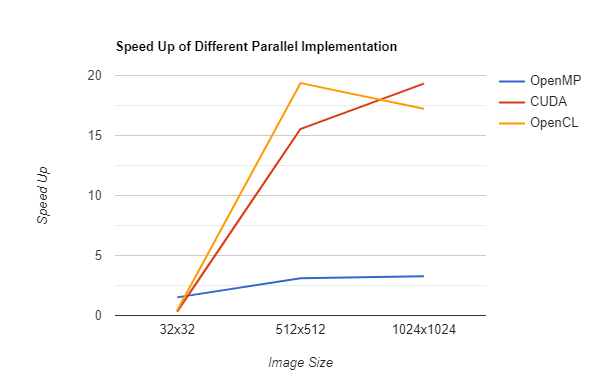 Speed Up of Different Parallel Implementation
20
15
10
5
0
Speed Up
32x32 512x512 1024x1024
Image Size
OpenMP
CUDA
OpenCL